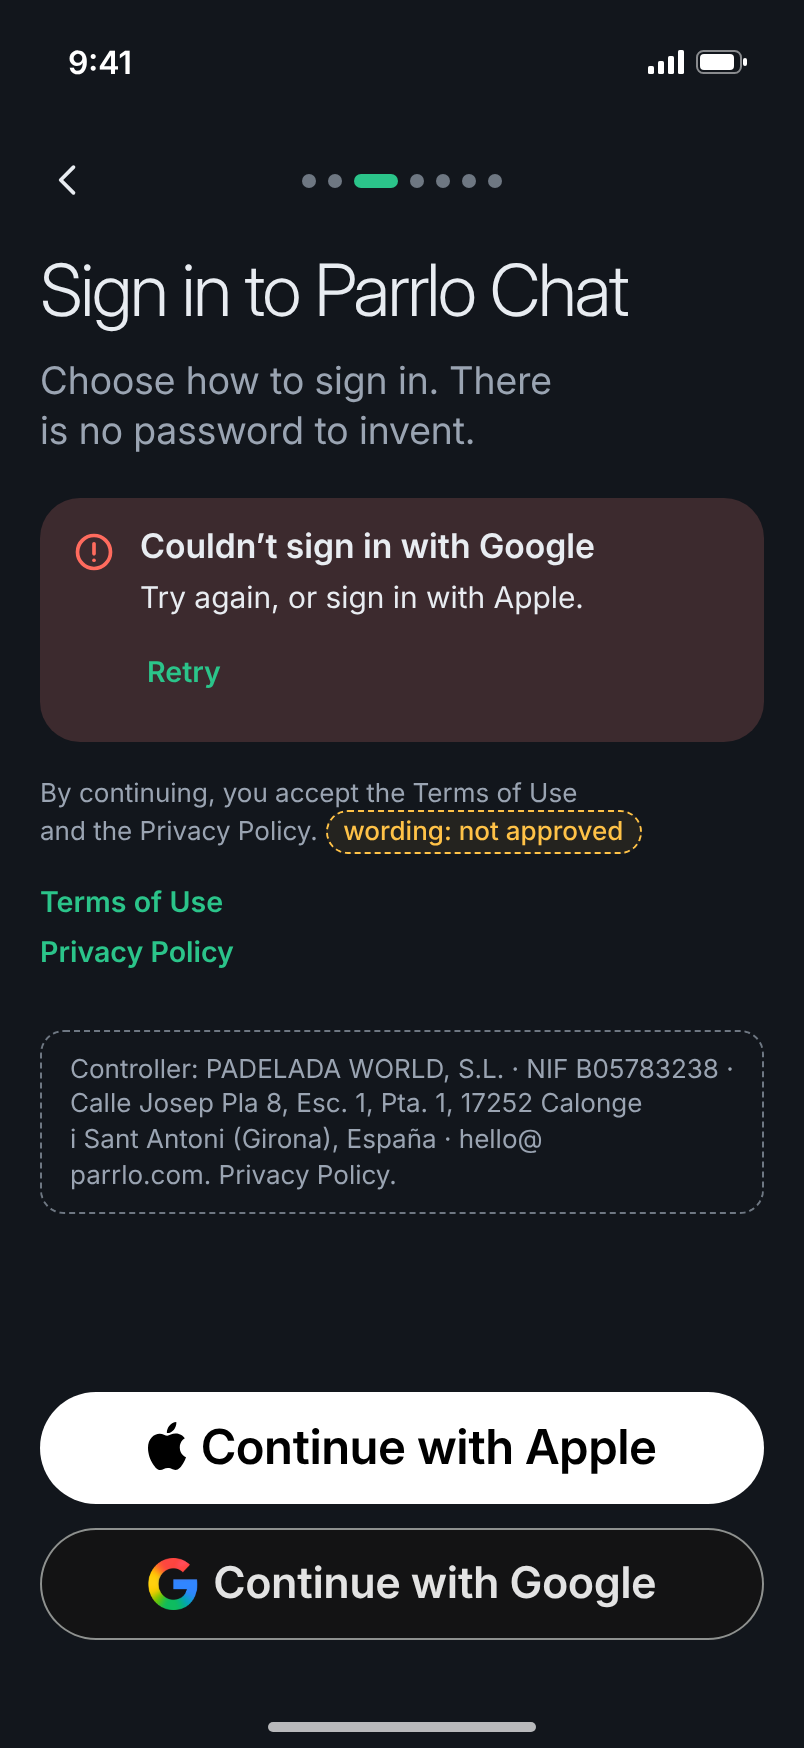 9:41
Sign in to Parrlo Chat
Choose how to sign in. There
is no password to invent.
Couldn’t sign in with Google
Try again, or sign in with Apple.
Retry
By continuing, you accept the Terms of Use
and the Privacy Policy. wording: not approved
Terms of Use
Privacy Policy
Controller: PADELADA WORLD, S.L. · NIF B05783238 ·
Calle Josep Pla 8, Esc. 1, Pta. 1, 17252 Calonge
i Sant Antoni (Girona), España · hello@
parrlo.com. Privacy Policy.
Continue with Apple
Continue with Google